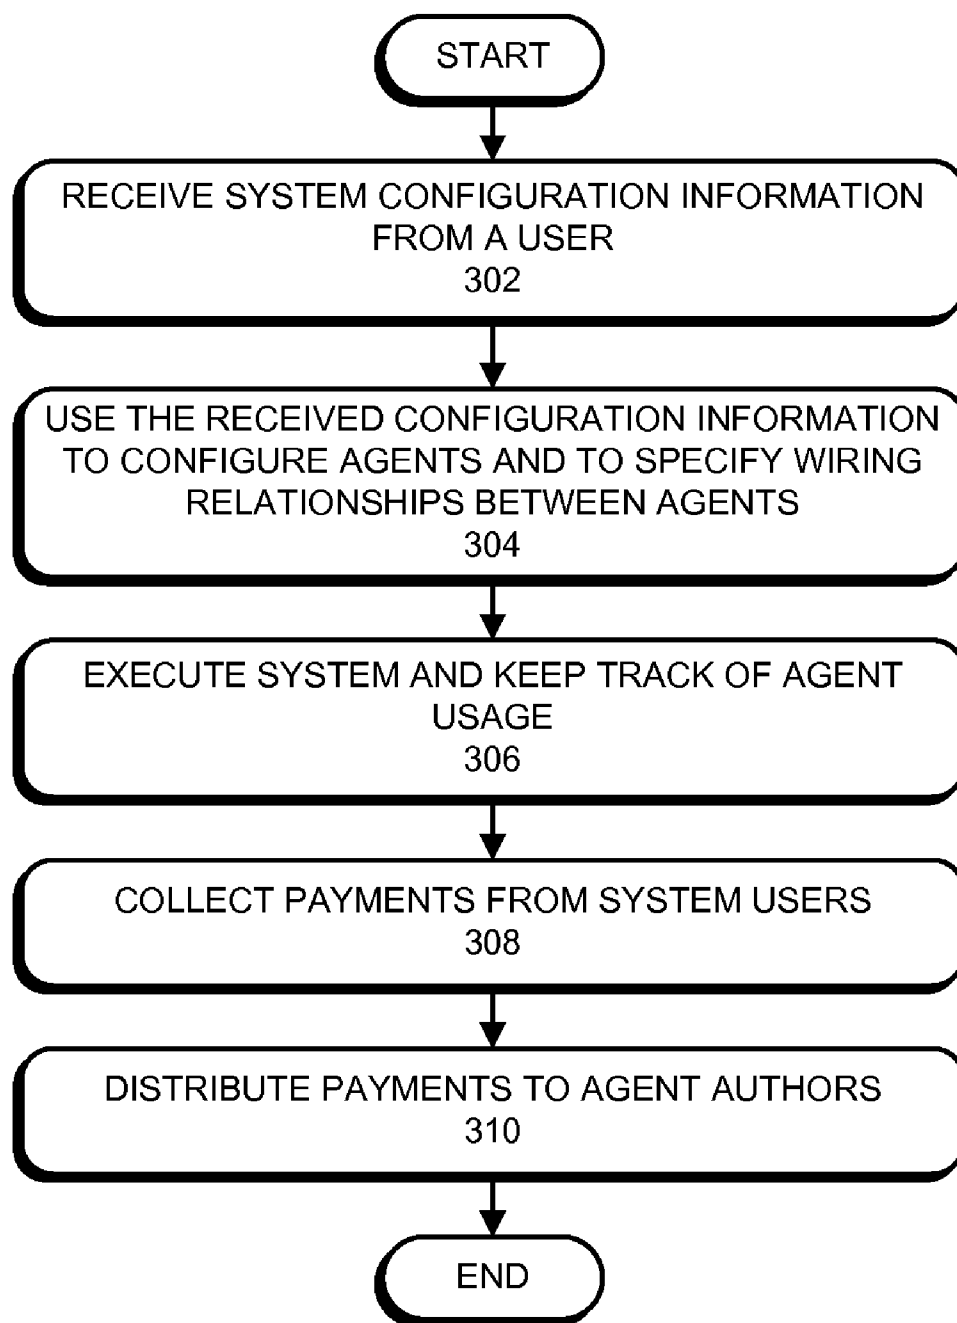 START
RECEIVE SYSTEM CONFIGURATION INFORMATION
FROM A USER
302
USE THE RECEIVED CONFIGURATION INFORMATION
TO CONFIGURE AGENTS AND TO SPECIFY WIRING
RELATIONSHIPS BETWEEN AGENTS
304
EXECUTE SYSTEM AND KEEP TRACK OF AGENT
USAGE
306
COLLECT PAYMENTS FROM SYSTEM USERS
308
DISTRIBUTE PAYMENTS TO AGENT AUTHORS
310
END